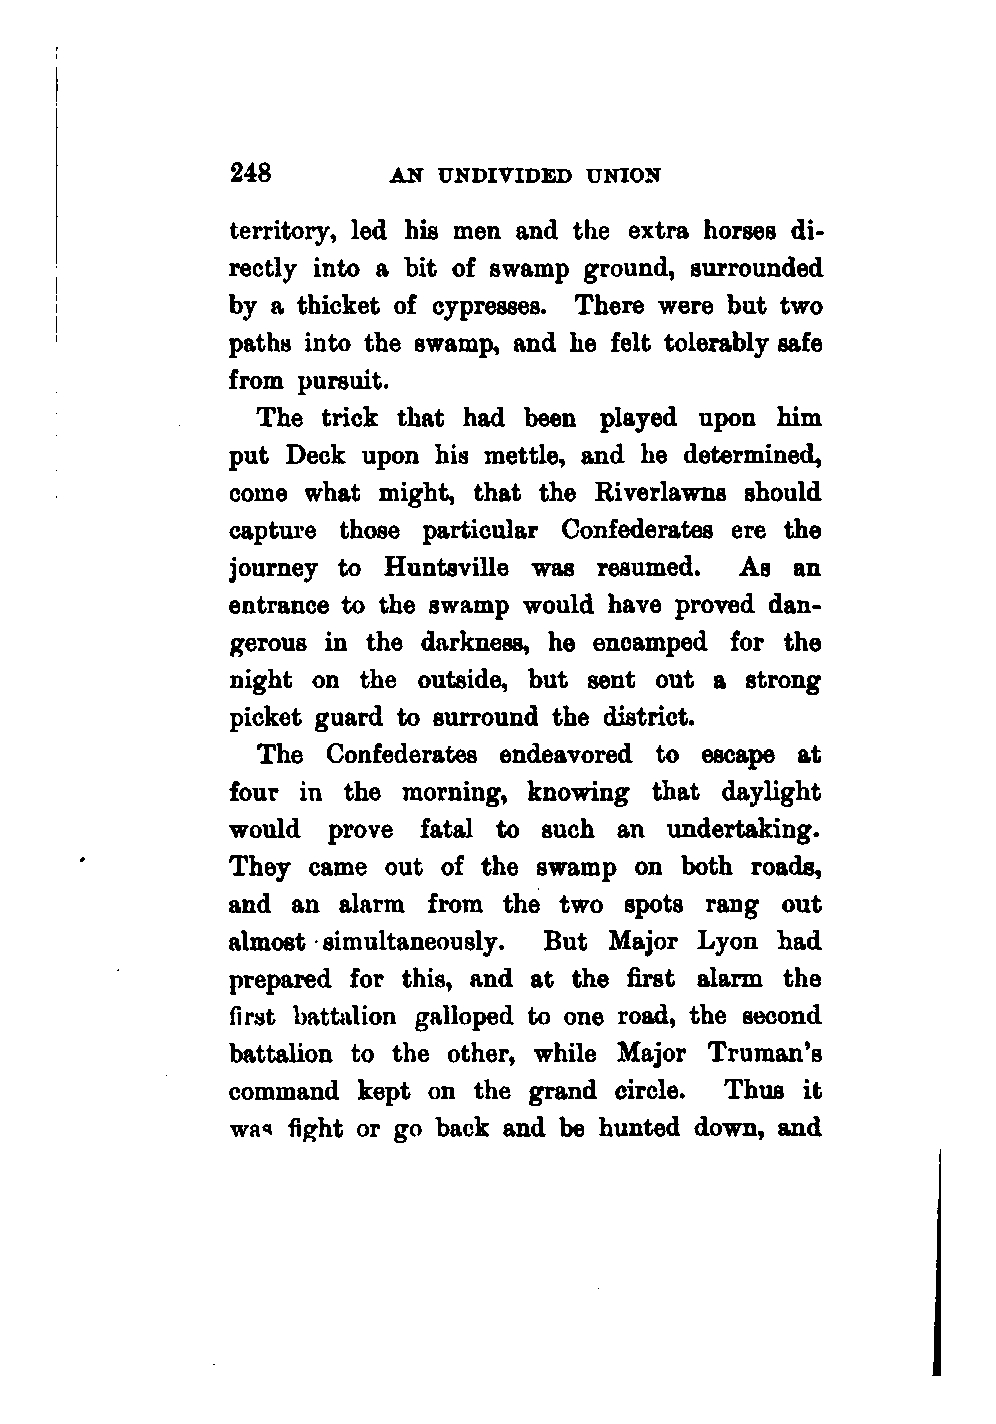 248 AN UNDIVIDED UNION
territory, led his men and the extra horses di-
rectly into a bit of swamp ground, surrounded
by a thicket of cypresses. There were but two
paths into the swamp, and he felt tolerably safe
from pursuit.
The trick that had been played upon him
put Deck upon his mettle, and he determined,
come what might, that the Riverlawns should
capture those particular Confederates ere the
journey to Huntsville was resumed. As an
entrance to the swamp would have proved dan-
gerous in the darkness, he encamped for the
night on the outside, but sent out a strong
picket guard to surround the district.
The Confederates endeavored to escape at
four in the morning, knowing that daylight
would prove fatal to such an undertaking.
They came out of the swamp on both roads,
and an alarm from the two spots rang out
almost simultaneously. But Major Lyon had
prepared for this, and at the first alarm the
first battalion galloped to one road, the second
battalion to the other, while Major Truman's
command kept on the grand circle. Thus it
was fight or go back and be hunted down, and